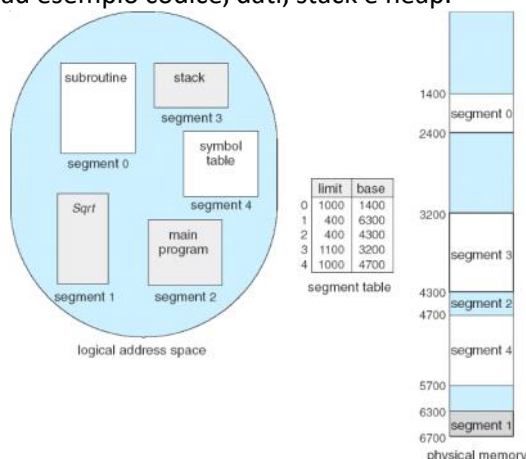 ad esempio codice, dati, stack e heap.
subroutine
segment 0
stack
segment 3
symbol
table
segment 4
Sqrt
segment 1
main
program
segment 2
logical address space
limit base
0 1000 1400
1 400 6300
2 400 4300
3 1100 3200
4 1000 4700
segment table
1400
segment 0
2400
3200
segment 3
4300
segment 2
4700
segment 4
5700
6300
segment 1
6700
physical memory